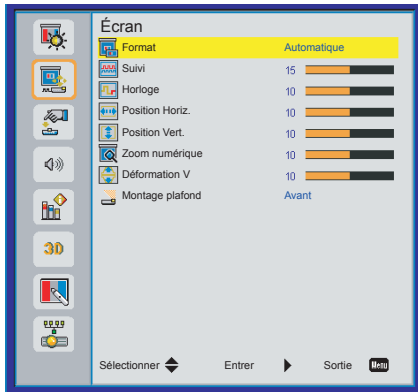 Écran
Format Automatique
Suivi 15
Horloge 10
Position Horiz. 10
Position Vert. 10
Zoom numérique 10
Déformation V 10
Montage plafond Avant
3D
Sélectionner Entrer Sortie Menu